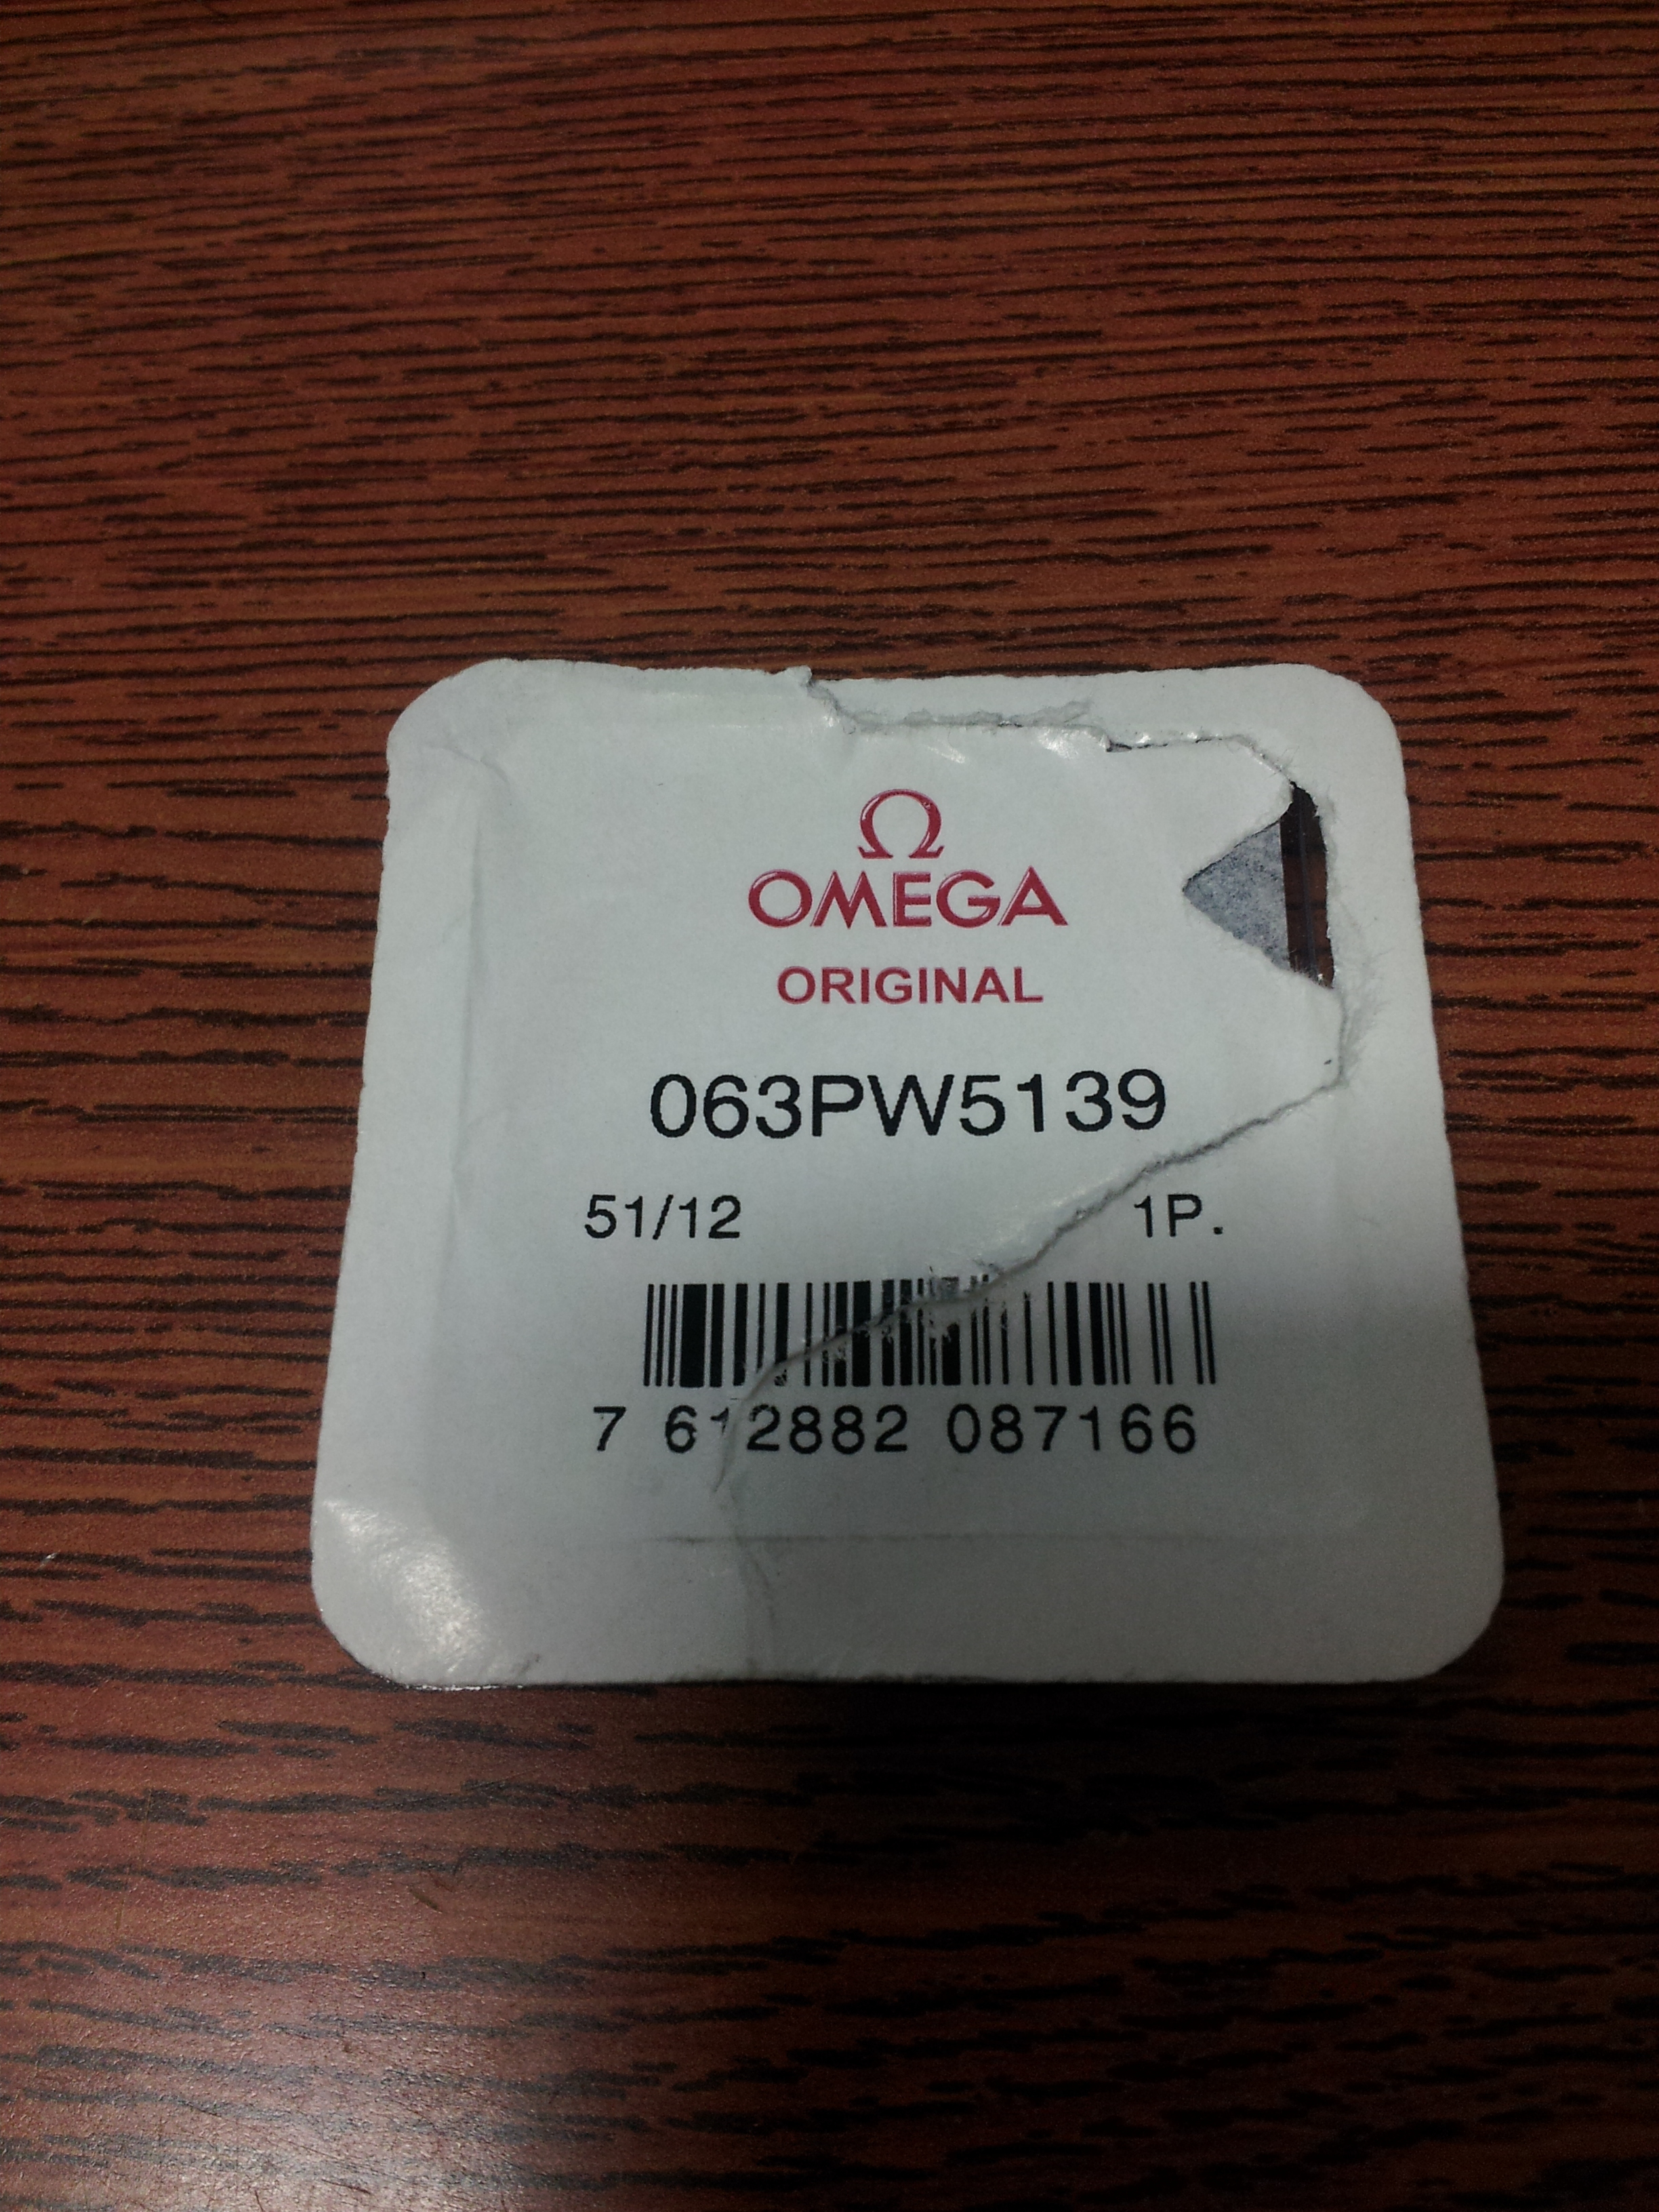 Ω
OMEGA
ORIGINAL
063PW5139
51/12 1P.
7 612882 087166